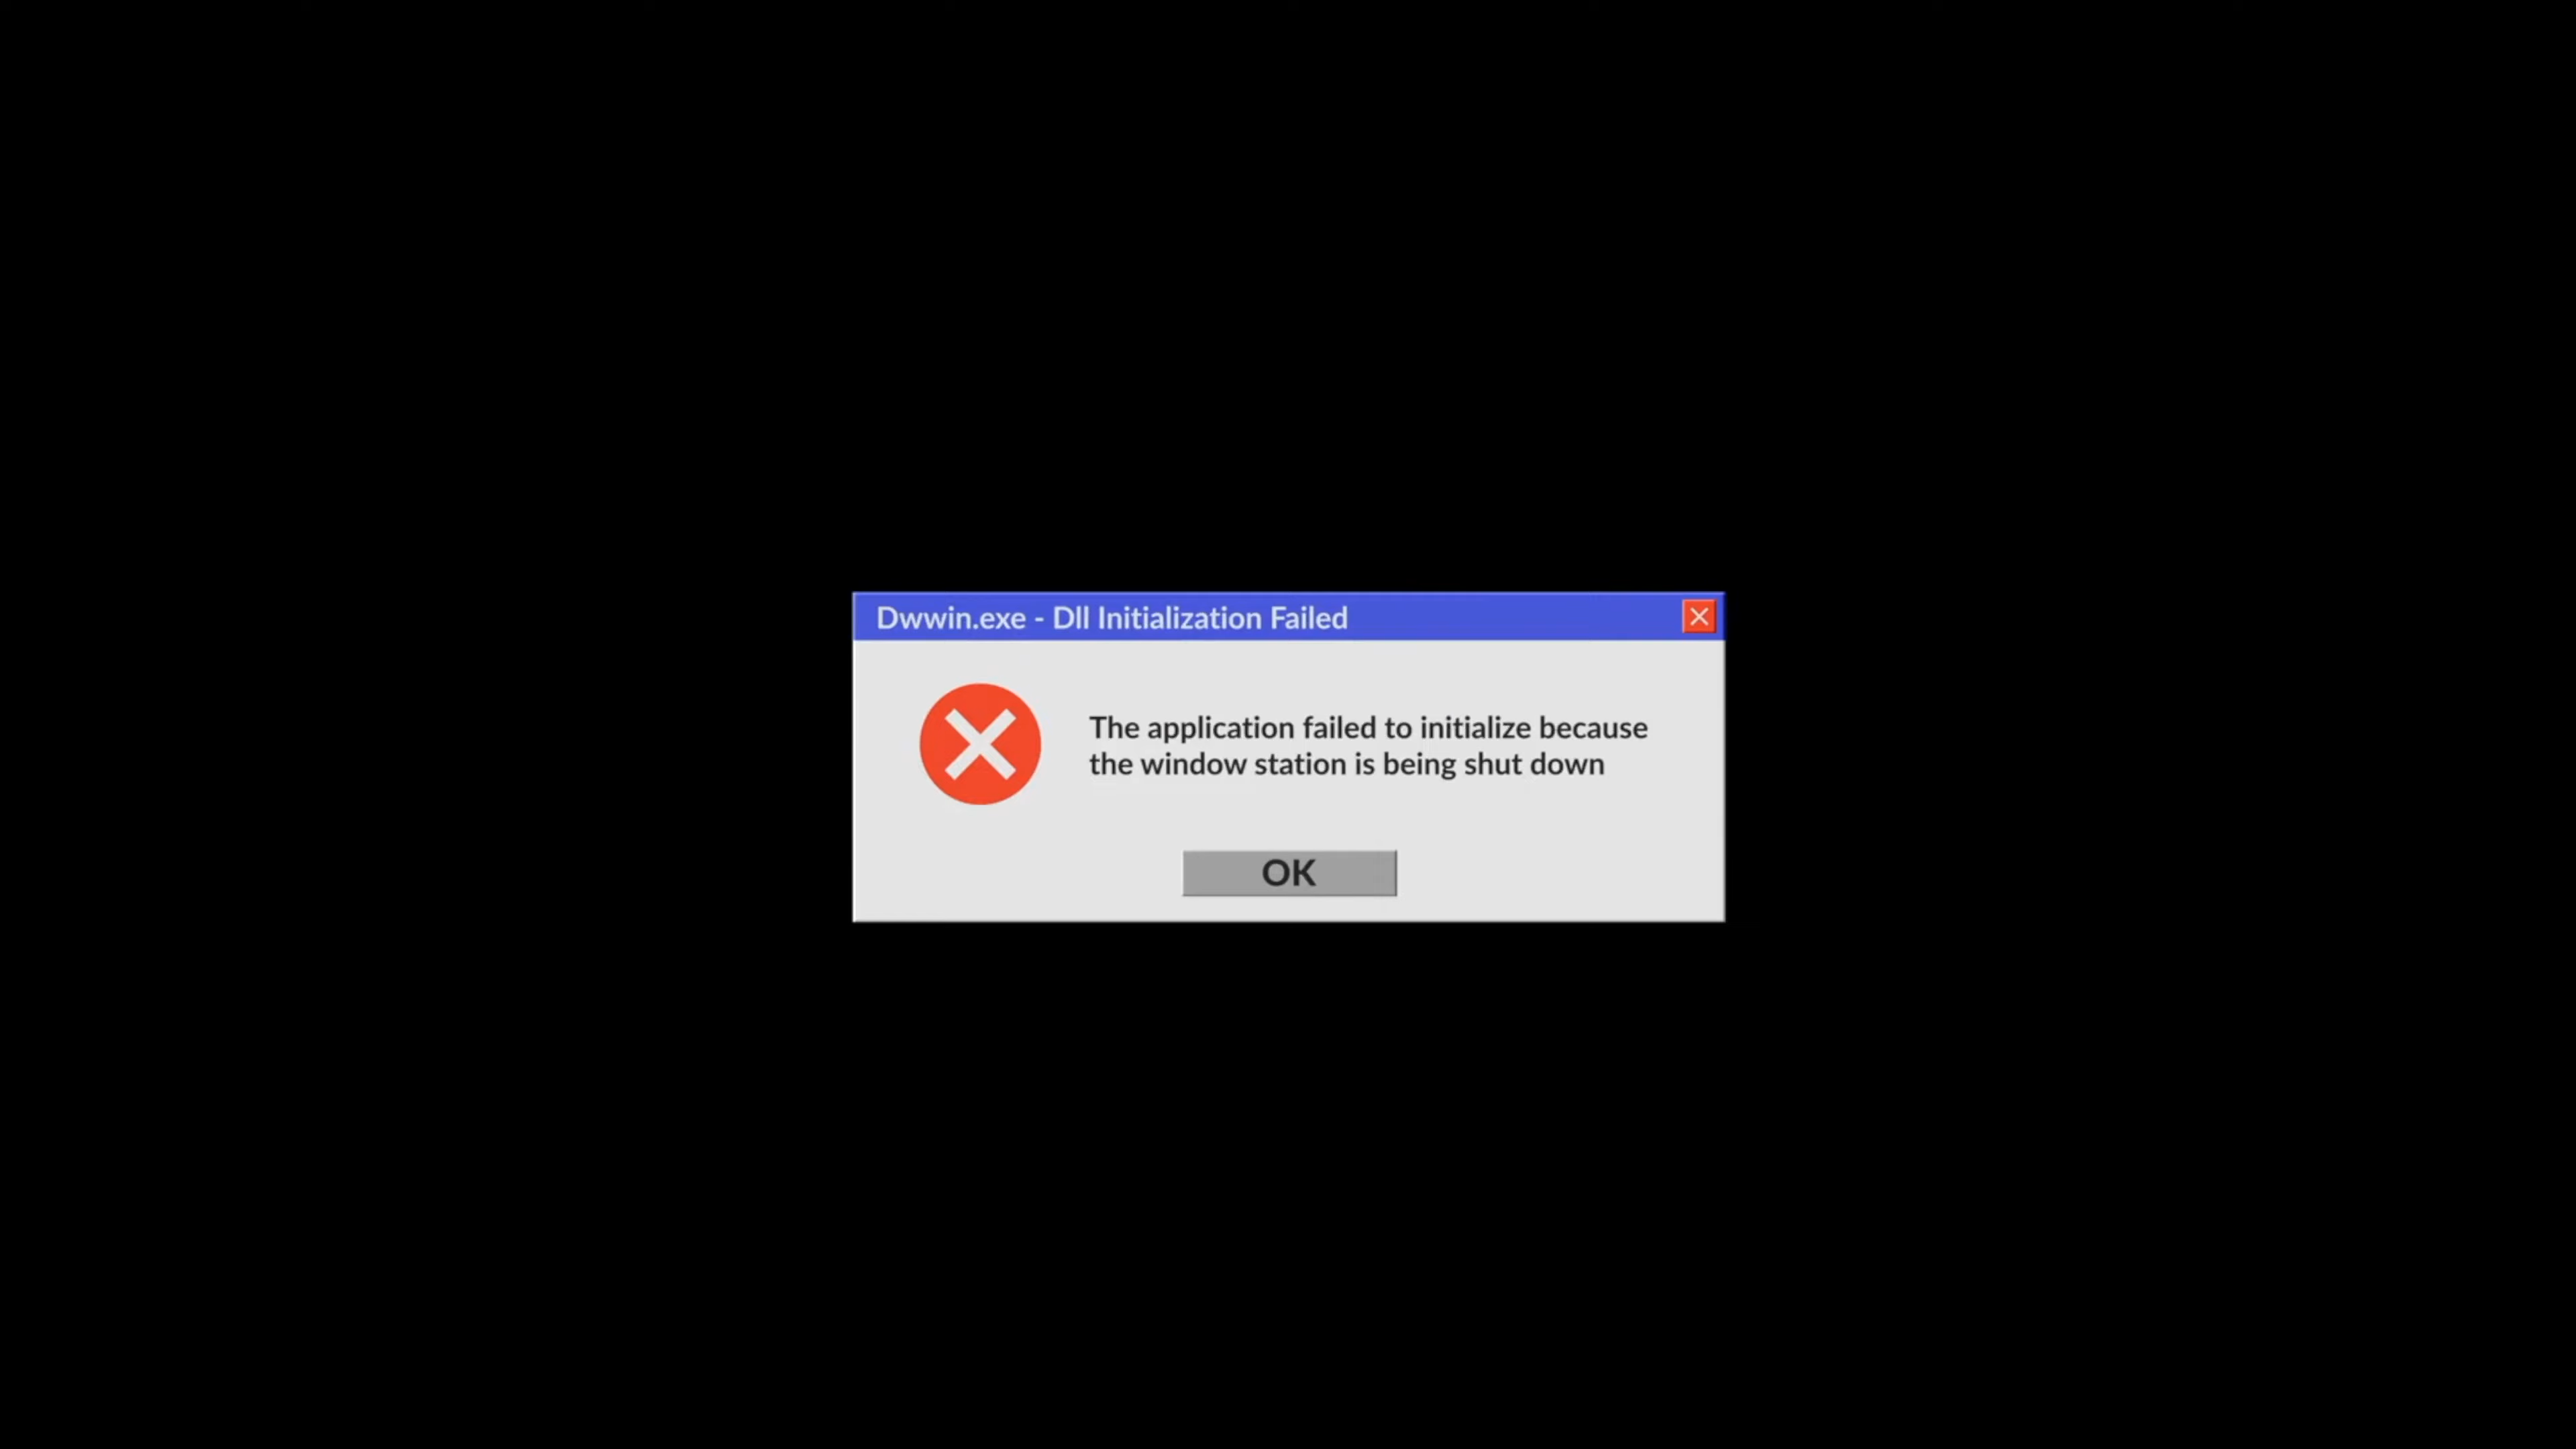 Dwwin.exe - Dll Initialization Failed
The application failed to initialize because
the window station is being shut down
OK